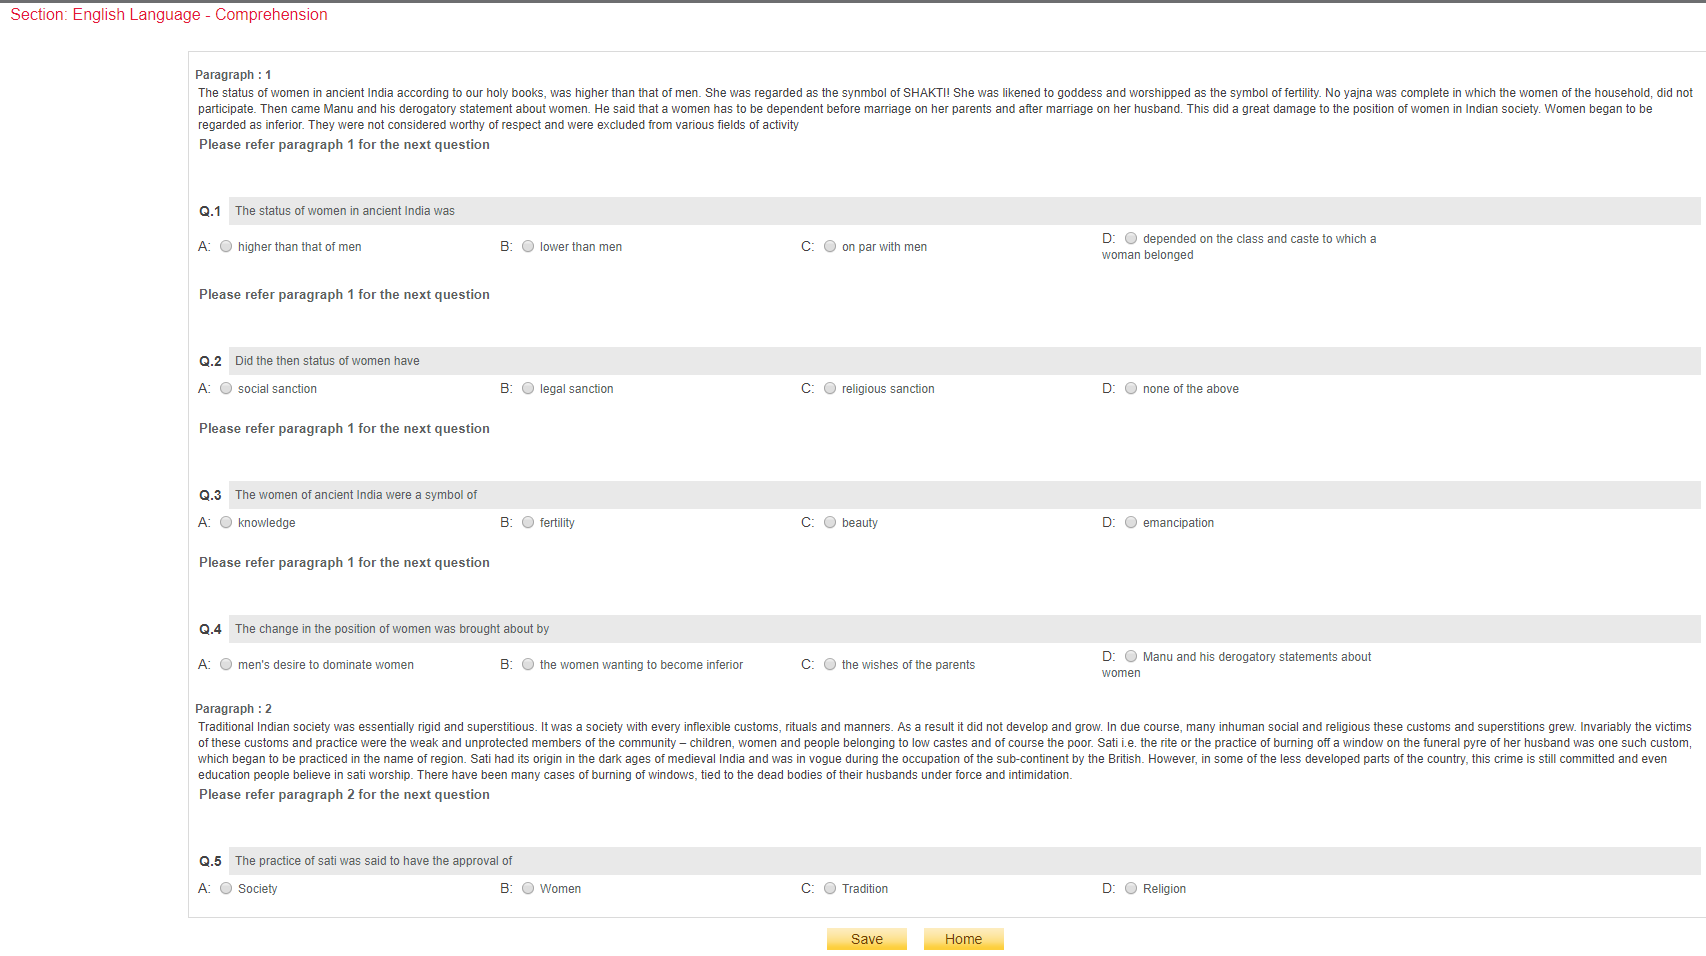 Section: English Language - Comprehension
Paragraph : 1
The status of women in ancient India according to our holy books, was higher than that of men. She was regarded as the synmbol of SHAKTI! She was likened to goddess and worshipped as the symbol of fertility. No yajna was complete in which the women of the household, did not
participate. Then came Manu and his derogatory statement about women. He said that a women has to be dependent before marriage on her parents and after marriage on her husband. This did a great damage to the position of women in Indian society. Women began to be
regarded as inferior. They were not considered worthy of respect and were excluded from various fields of activity
Please refer paragraph 1 for the next question
Q.1 The status of women in ancient India was
A: higher than that of men B: lower than men C: on par with men D: depended on the class and caste to which a
woman belonged
Please refer paragraph 1 for the next question
Q.2 Did the then status of women have
A: social sanction B: legal sanction C: religious sanction D: none of the above
Please refer paragraph 1 for the next question
Q.3 The women of ancient India were a symbol of
A: knowledge B: fertility C: beauty D: emancipation
Please refer paragraph 1 for the next question
Q.4 The change in the position of women was brought about by
A: men's desire to dominate women B: the women wanting to become inferior C: the wishes of the parents D: Manu and his derogatory statements about
women
Paragraph : 2
Traditional Indian society was essentially rigid and superstitious. It was a society with every inflexible customs, rituals and manners. As a result it did not develop and grow. In due course, many inhuman social and religious these customs and superstitions grew. Invariably the victims
of these customs and practice were the weak and unprotected members of the community – children, women and people belonging to low castes and of course the poor. Sati i.e. the rite or the practice of burning off a window on the funeral pyre of her husband was one such custom,
which began to be practiced in the name of region. Sati had its origin in the dark ages of medieval India and was in vogue during the occupation of the sub-continent by the British. However, in some of the less developed parts of the country, this crime is still committed and even
education people believe in sati worship. There have been many cases of burning of windows, tied to the dead bodies of their husbands under force and intimidation.
Please refer paragraph 2 for the next question
Q.5 The practice of sati was said to have the approval of
A: Society B: Women C: Tradition D: Religion
Save Home